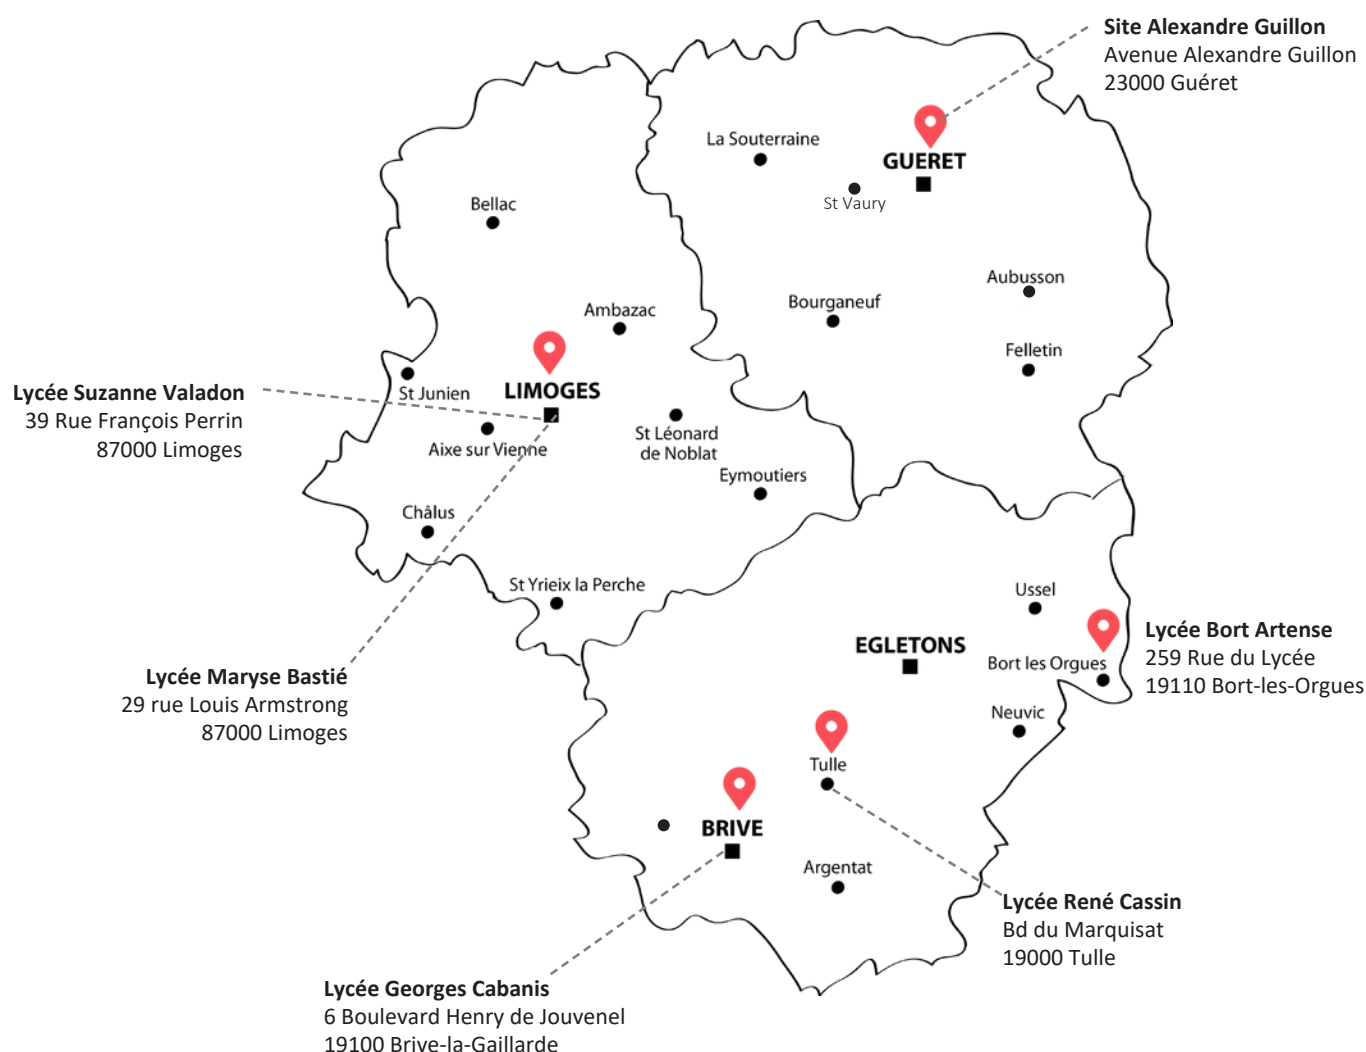 Site Alexandre Guillon
Avenue Alexandre Guillon
23000 Guéret
La Souterraine
GUERET
St Vaury
Bellac
Aubusson
Bourganeuf
Ambazac
Felletin
Lycée Suzanne Valadon
39 Rue François Perrin
87000 Limoges
St Junien
LIMOGES
Aixe sur Vienne
St Léonard
de Noblat
Eymoutiers
Châlus
St Yrieix la Perche
Ussel
EGLETONS
Bort les Orgues
Lycée Bort Artense
259 Rue du Lycée
19110 Bort-les-Orgues
Lycée Maryse Bastié
29 rue Louis Armstrong
87000 Limoges
Neuvic
Tulle
BRIVE
Argentat
Lycée René Cassin
Bd du Marquisat
19000 Tulle
Lycée Georges Cabanis
6 Boulevard Henry de Jouvenel
19100 Brive-la-Gaillarde